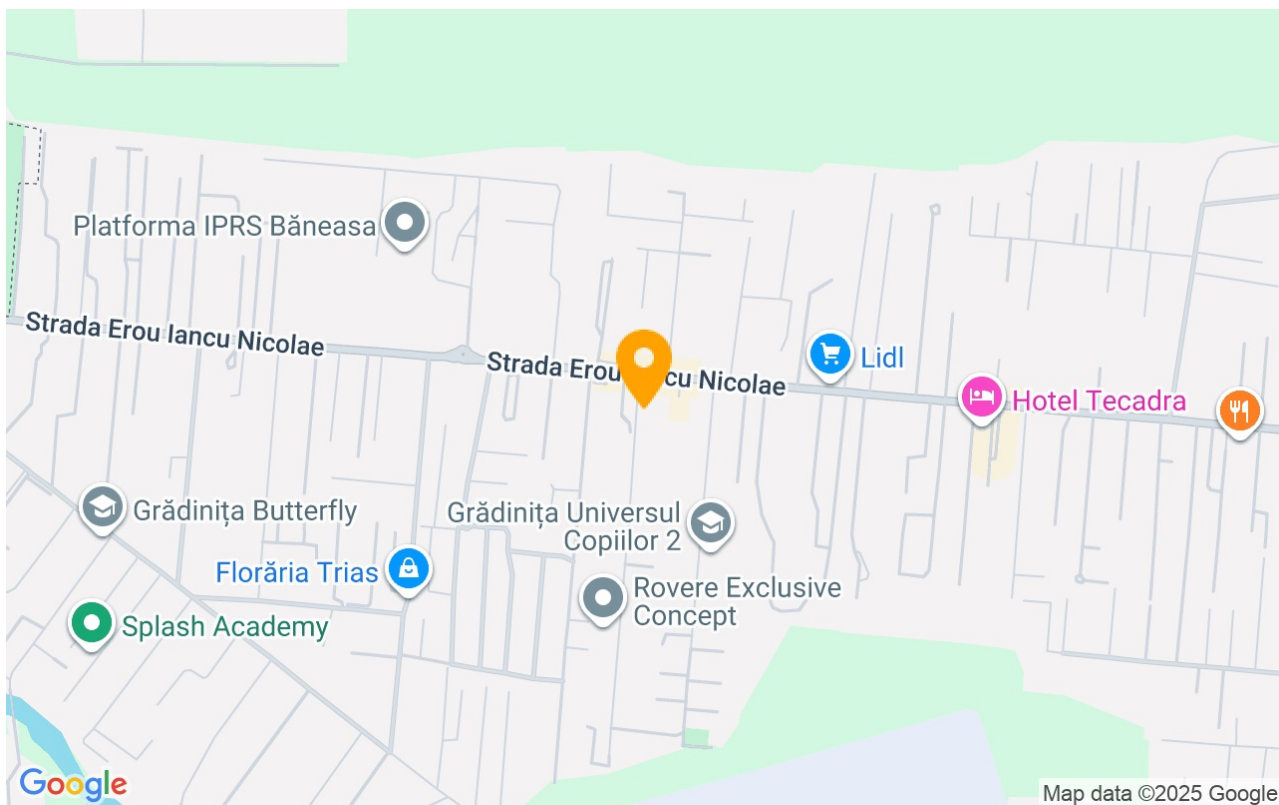 Platforma IPRS Băneasa
Strada Erou Iancu Nicolae
Strada Erou cu Nicolae
Lidl
Hotel Tecadra
Grădinița Butterfly
Grădinița Universul
Copiilor 2
Florăria Trias
Rovere Exclusive
Concept
Splash Academy
Google
Map data ©2025 Google